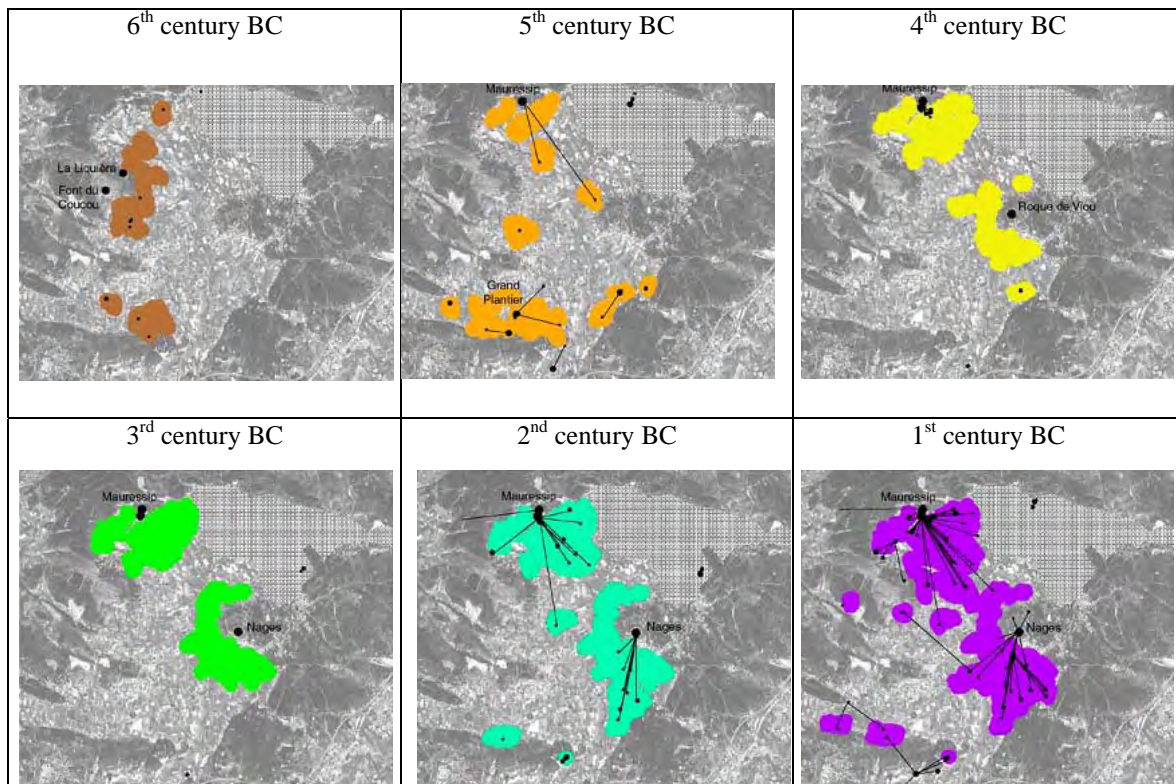 6th century BC
5th century BC
4th century BC
La Liquière
Font du
Coucou
Mauressip
Grand
Plantier
Mauressip
Roque de Viou
3rd century BC
2nd century BC
1st century BC
Mauressip
Nages
Mauressip
Nages
Mauressip
Nages